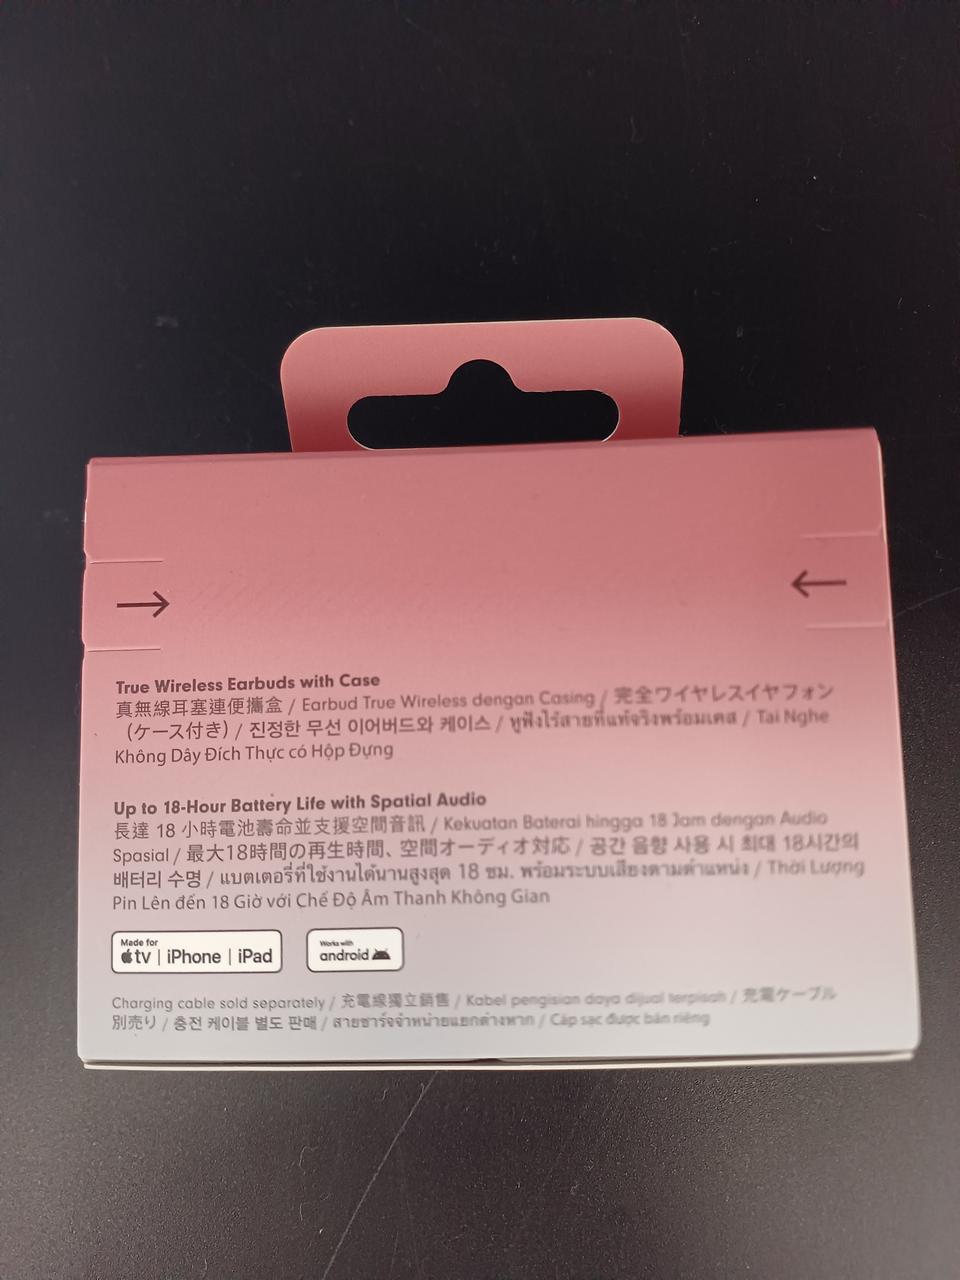 True Wireless Earbuds with Case
真無線耳塞連便攜盒 / Earbud True Wireless dengan Casing / 完全ワイヤレスイヤフォン
(ケース付き) / 진정한 무선 이어버드와 케이스 / หูฟังไร้สายที่แท้จริงพร้อมเคส / Tai Nghe
Không Dây Đích Thực có Hộp Đựng
Up to 18-Hour Battery Life with Spatial Audio
長達 18 小時電池壽命並支援空間音訊 / Kekuatan Baterai hingga 18 Jam dengan Audio
Spasial / 最大18時間の再生時間、空間オーディオ対応 / 공간 음향 사용 시 최대 18시간의
배터리 수명 / แบตเตอรี่ที่ใช้งานได้นานสูงสุด 18 ชม. พร้อมระบบเสียงตามตำแหน่ง / Thời Lượng
Pin Lên đến 18 Giờ với Chế Độ Âm Thanh Không Gian
Made for
tv | iPhone | iPad
Works with
android
Charging cable sold separately / 充電線獨立銷售 / Kabel pengisian daya dijual terpisah / 充電ケーブル
別売り / 충전 케이블 별도 판매 / สายชาร์จจำหน่ายแยกต่างหาก / Cáp sạc được bán riêng